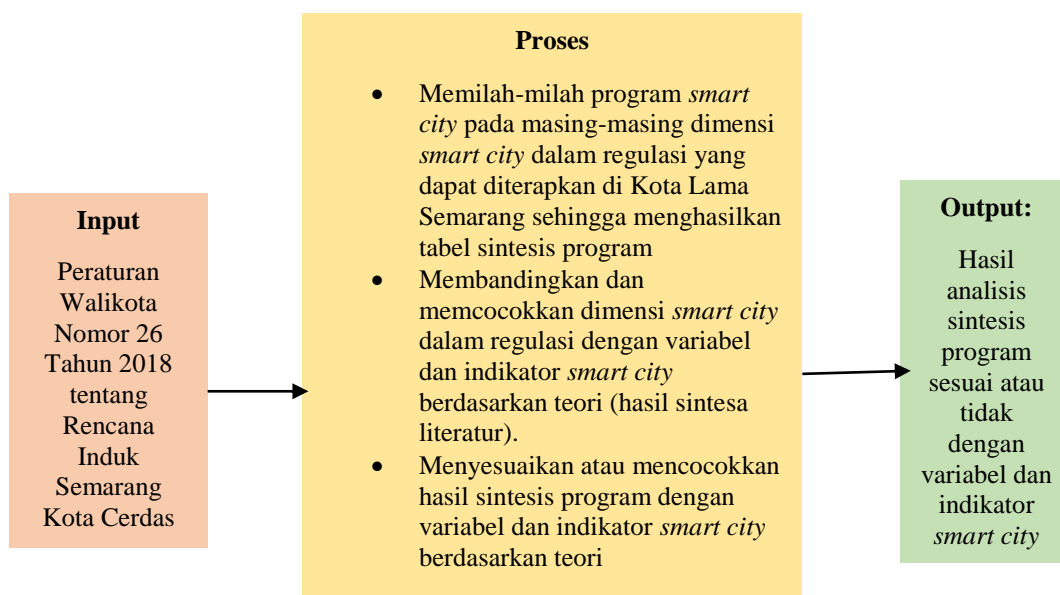 Input
Peraturan
Walikota
Nomor 26
Tahun 2018
tentang
Rencana
Induk
Semarang
Kota Cerdas
Proses
• Memilah-milah program smart
city pada masing-masing dimensi
smart city dalam regulasi yang
dapat diterapkan di Kota Lama
Semarang sehingga menghasilkan
tabel sintesis program
• Membandingkan dan
memcocokkan dimensi smart city
dalam regulasi dengan variabel
dan indikator smart city
berdasarkan teori (hasil sintesa
literatur).
• Menyesuaikan atau mencocokkan
hasil sintesis program dengan
variabel dan indikator smart city
berdasarkan teori
Output:
Hasil
analisis
sintesis
program
sesuai atau
tidak
dengan
variabel dan
indikator
smart city